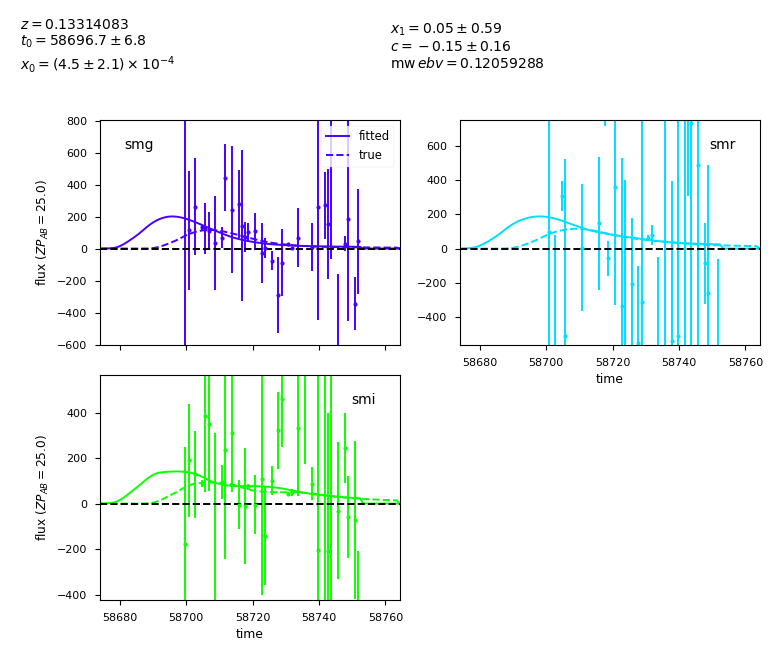 z = 0.13314083
t₀ = 58696.7 ± 6.8
x₀ = (4.5 ± 2.1) × 10⁻⁴
x₁ = 0.05 ± 0.59
c = −0.15 ± 0.16
mw ebv = 0.12059288
800
600
400
200
0
−200
−400
−600
flux (ZP_AB = 25.0)
smg
fitted
true
600
400
200
0
−200
−400
smr
58680 58700 58720 58740 58760
time
400
200
0
−200
−400
flux (ZP_AB = 25.0)
smi
58680 58700 58720 58740 58760
time